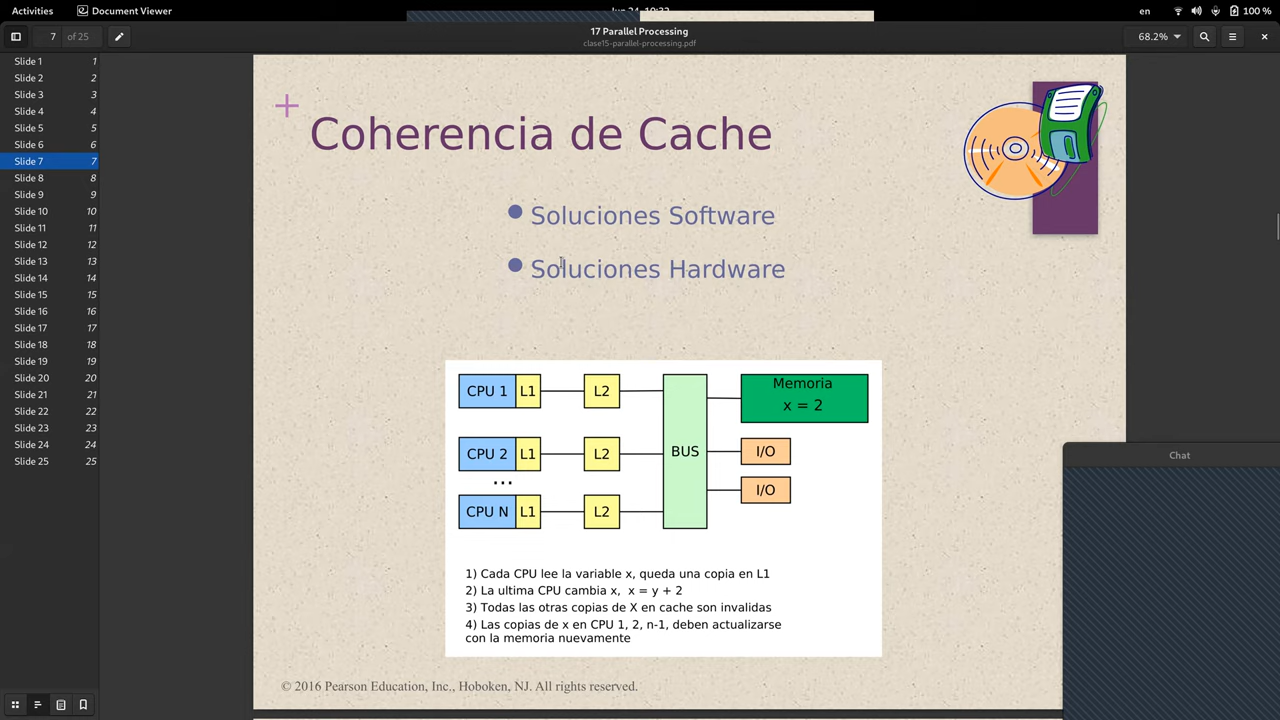 Activities
Document Viewer
Jun 24, 10:32
en
100 %
7 of 25
17 Parallel Processing
clase15-parallel-processing.pdf
68.2%
Slide 1 1
Slide 2 2
Slide 3 3
Slide 4 4
Slide 5 5
Slide 6 6
Slide 7 7
Slide 8 8
Slide 9 9
Slide 10 10
Slide 11 11
Slide 12 12
Slide 13 13
Slide 14 14
Slide 15 15
Slide 16 16
Slide 17 17
Slide 18 18
Slide 19 19
Slide 20 20
Slide 21 21
Slide 22 22
Slide 23 23
Slide 24 24
Slide 25 25
+
Coherencia de Cache
Soluciones Software
Soluciones Hardware
CPU 1 L1 L2
CPU 2 L1 L2
...
CPU N L1 L2
BUS
Memoria
x = 2
I/O
I/O
1) Cada CPU lee la variable x, queda una copia en L1
2) La ultima CPU cambia x, x = y + 2
3) Todas las otras copias de X en cache son invalidas
4) Las copias de x en CPU 1, 2, n-1, deben actualizarse
con la memoria nuevamente
© 2016 Pearson Education, Inc., Hoboken, NJ. All rights reserved.
Chat